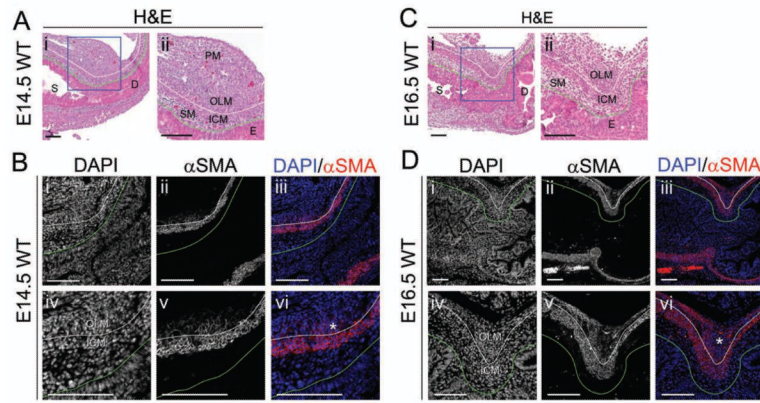 A
H&E
E14.5 WT
i
S
D
ii
PM
OLM
SM
ICM
E
B
DAPI
αSMA
DAPI/αSMA
E14.5 WT
i
ii
iii
iv
OLM
ICM
v
vi
*
C
H&E
E16.5 WT
i
S
D
ii
OLM
SM
ICM
E
D
DAPI
αSMA
DAPI/αSMA
E16.5 WT
i
ii
iii
iv
OLM
ICM
v
vi
*